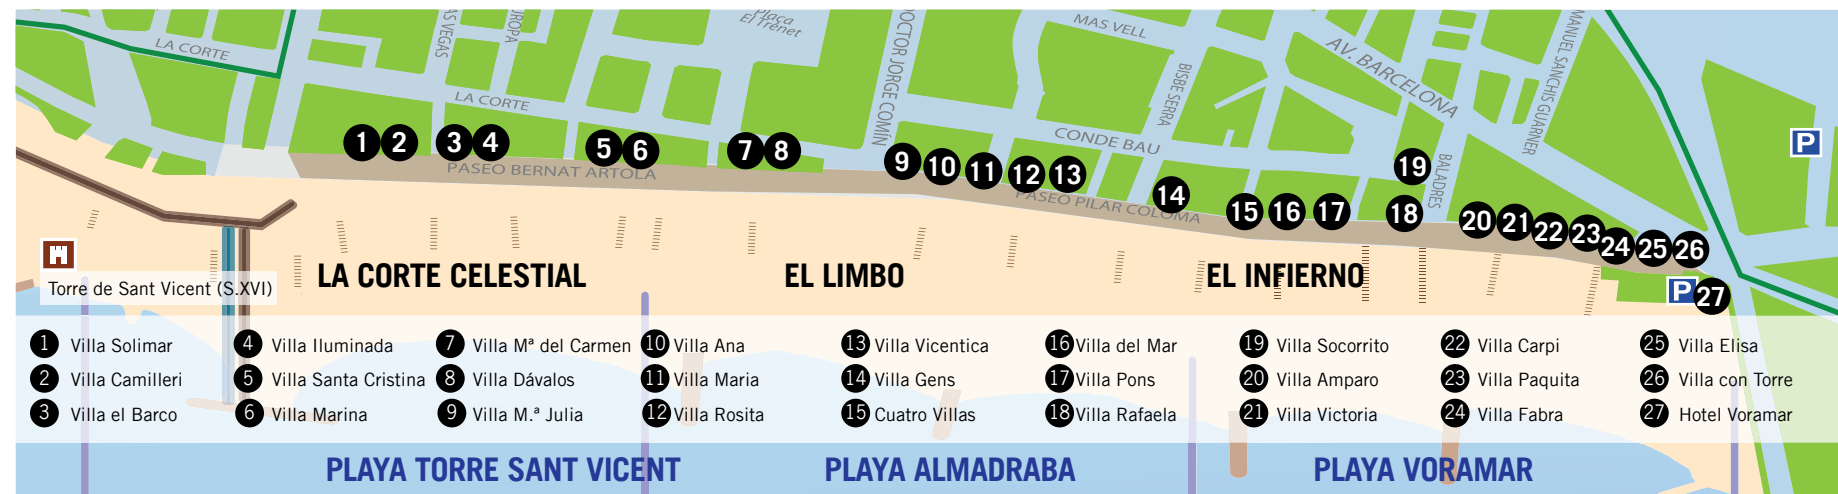 LA CORTE
AS VEGAS
UROPA
Plaça
El Trenet
DOCTOR JORGE COMÍN
MAS VELL
BISBE SERRA
AV. BARCELONA
MANUEL SANCHIS GUARNER
LA CORTE
CONDE BAU
BALADRES
P
1 2 3 4 5 6 7 8 9 10 11 12 13 14 15 16 17 18 19 20 21 22 23 24 25 26
PASEO BERNAT ARTOLA
PASEO PILAR COLOMA
P 27
Torre de Sant Vicent (S.XVI)
LA CORTE CELESTIAL
EL LIMBO
EL INFIERNO
1 Villa Solimar
2 Villa Camilleri
3 Villa el Barco
4 Villa Iluminada
5 Villa Santa Cristina
6 Villa Marina
7 Villa Mª del Carmen
8 Villa Dávalos
9 Villa M.ª Julia
10 Villa Ana
11 Villa Maria
12 Villa Rosita
13 Villa Vicentica
14 Villa Gens
15 Cuatro Villas
16 Villa del Mar
17 Villa Pons
18 Villa Rafaela
19 Villa Socorrito
20 Villa Amparo
21 Villa Victoria
22 Villa Carpi
23 Villa Paquita
24 Villa Fabra
25 Villa Elisa
26 Villa con Torre
27 Hotel Voramar
PLAYA TORRE SANT VICENT
PLAYA ALMADRABA
PLAYA VORAMAR